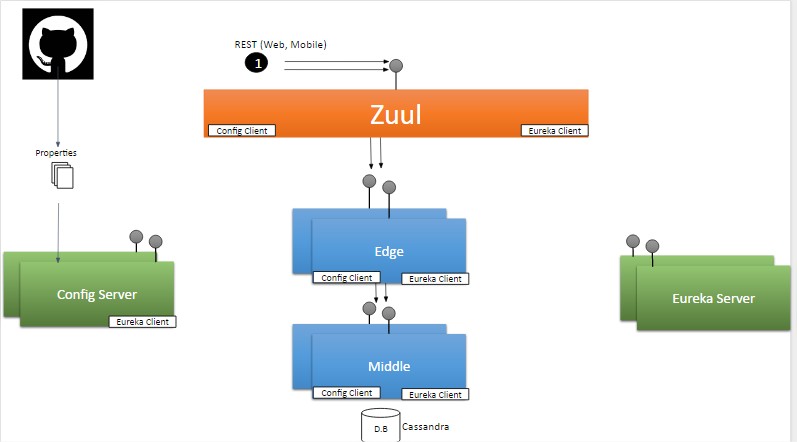 REST (Web, Mobile)
1
Zuul
Config Client
Eureka Client
Properties
Edge
Config Client
Eureka Client
Config Server
Eureka Client
Eureka Server
Middle
Config Client
Eureka Client
D.B
Cassandra